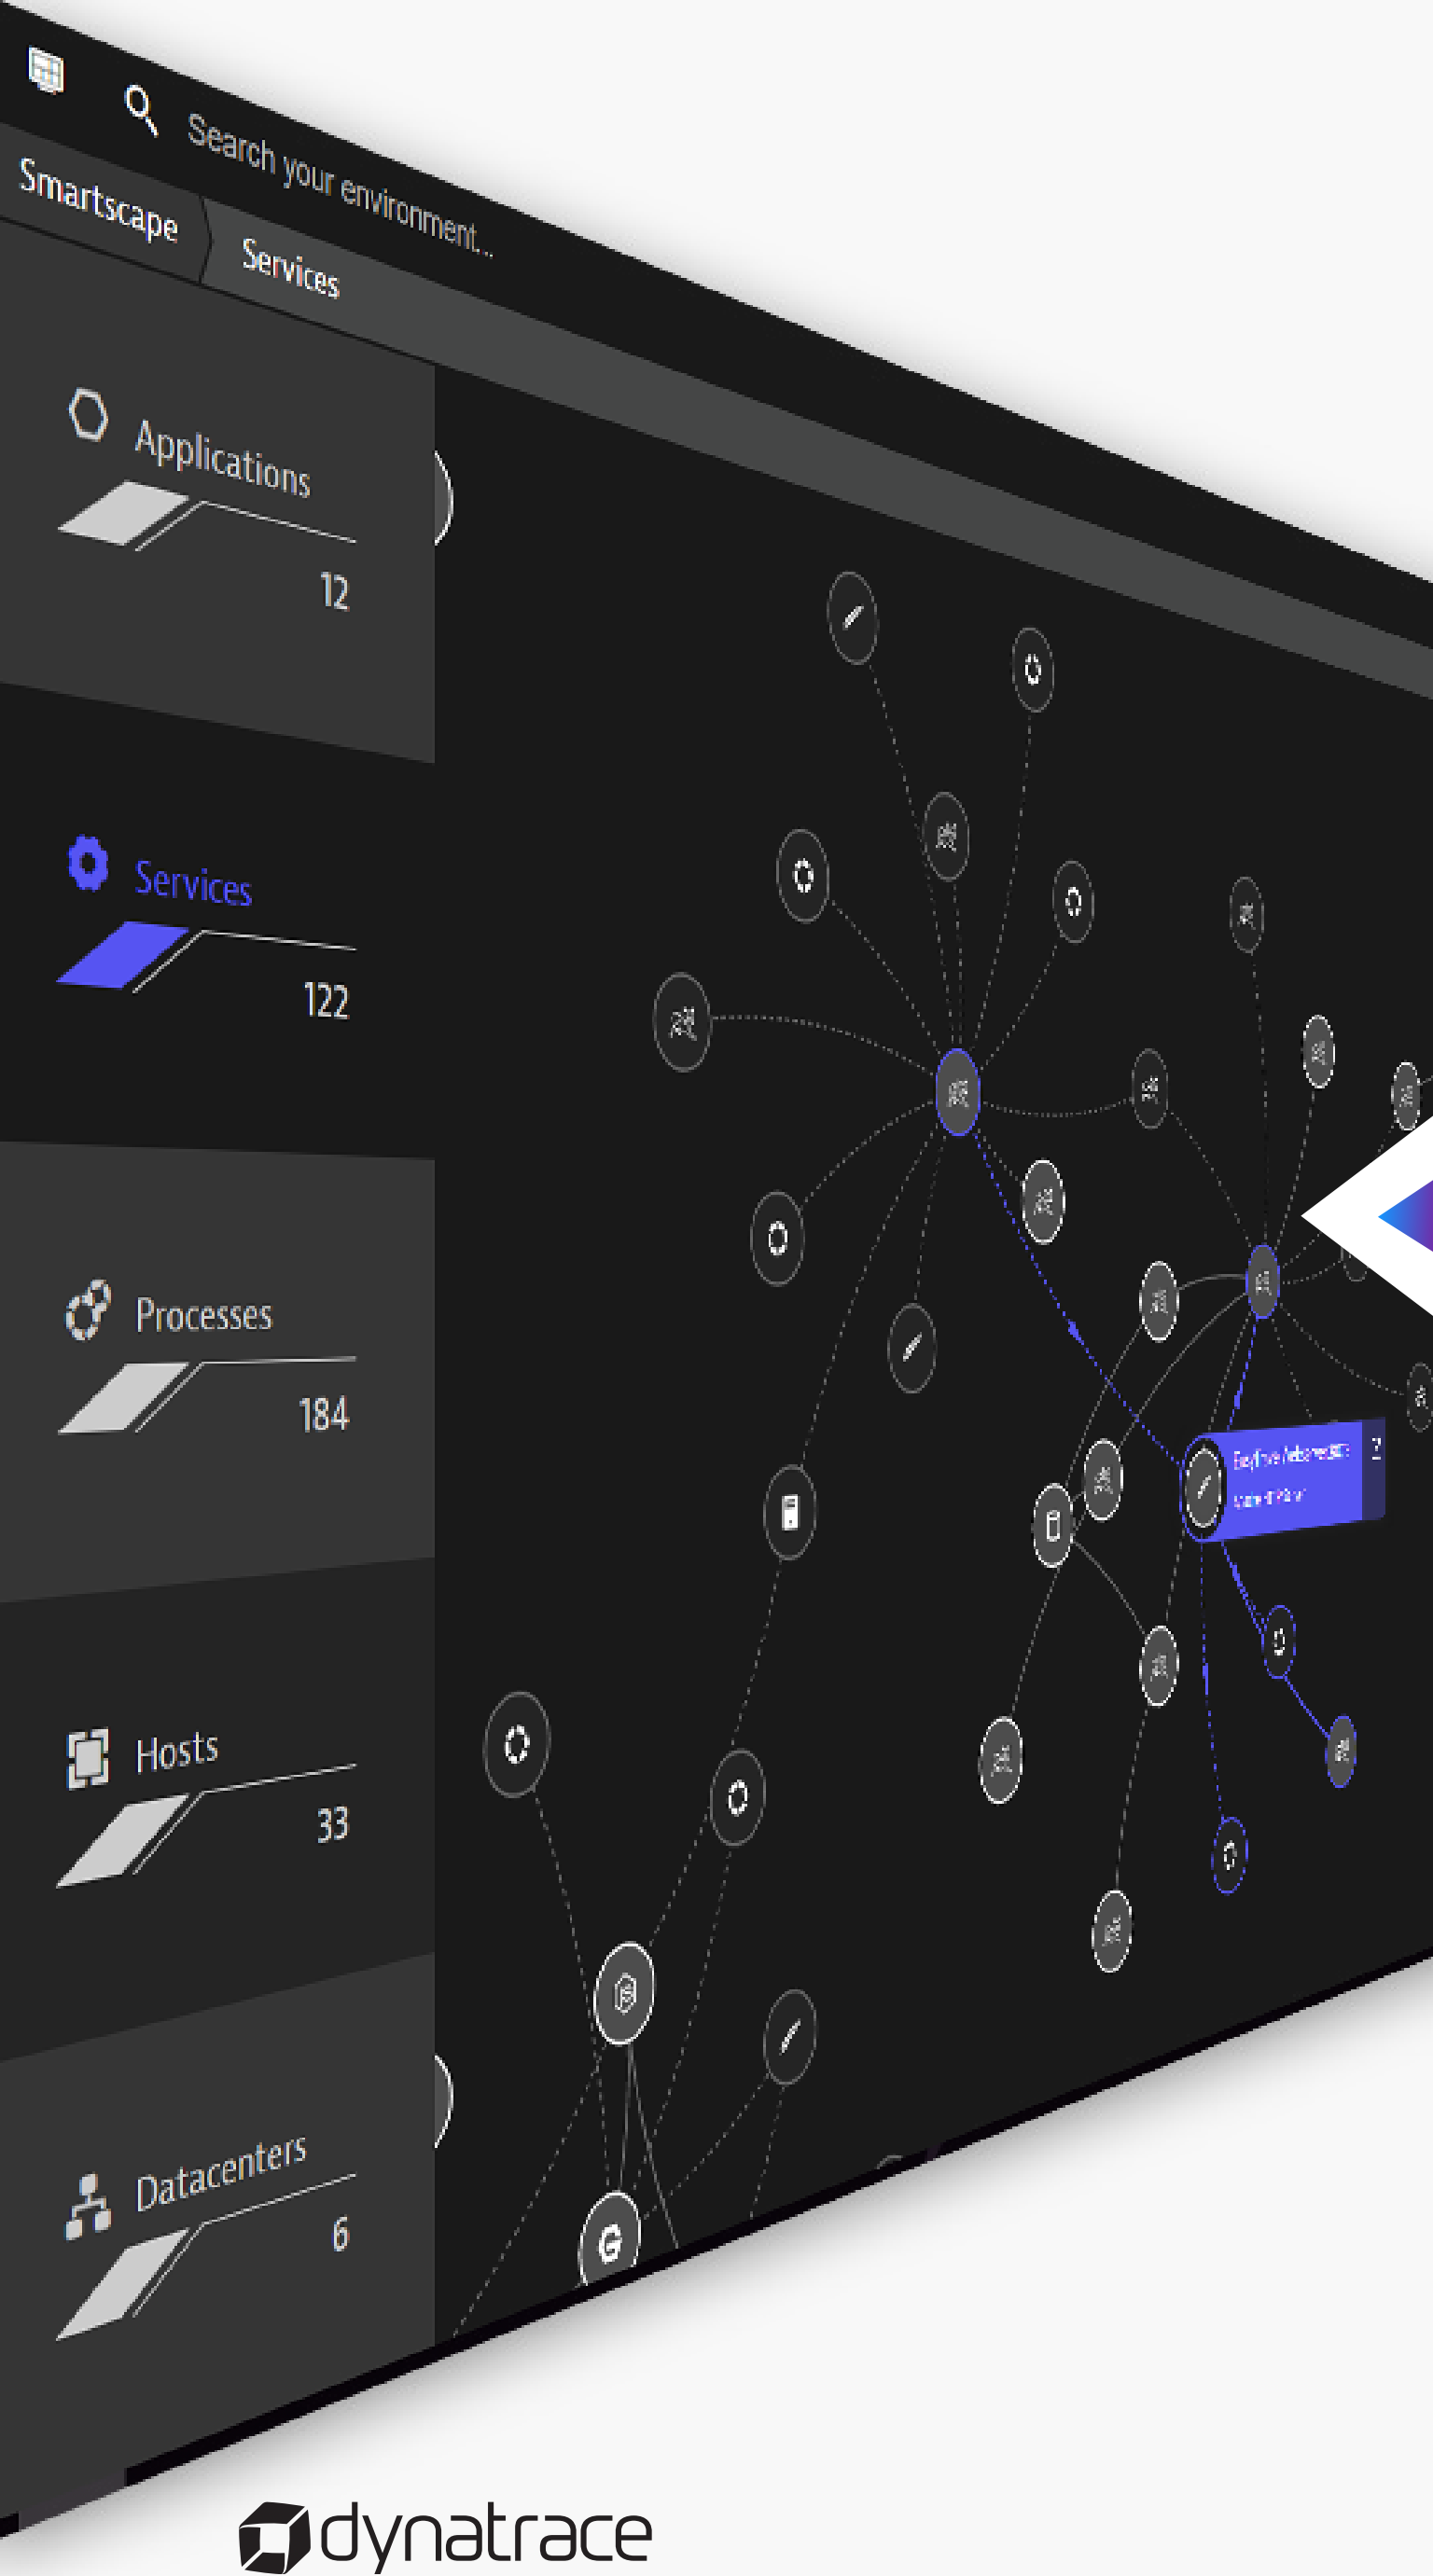 Search your environment...
Smartscape
Services
Applications
12
Services
122
Processes
184
Hosts
33
Datacenters
6
G
dynatrace